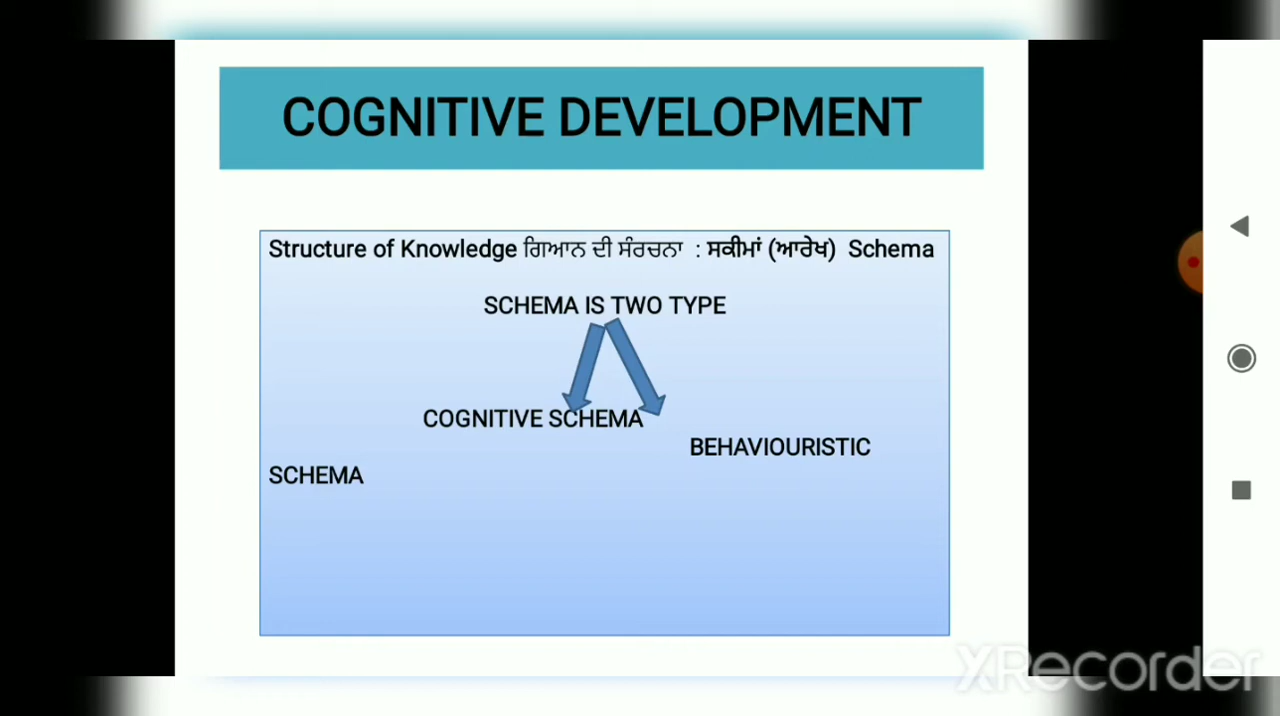 COGNITIVE DEVELOPMENT
Structure of Knowledge ਗਿਆਨ ਦੀ ਸੰਰਚਨਾ : ਸਕੀਮਾਂ (ਆਰੇਖ) Schema
SCHEMA IS TWO TYPE
COGNITIVE SCHEMA
BEHAVIOURISTIC
SCHEMA
XRecorder